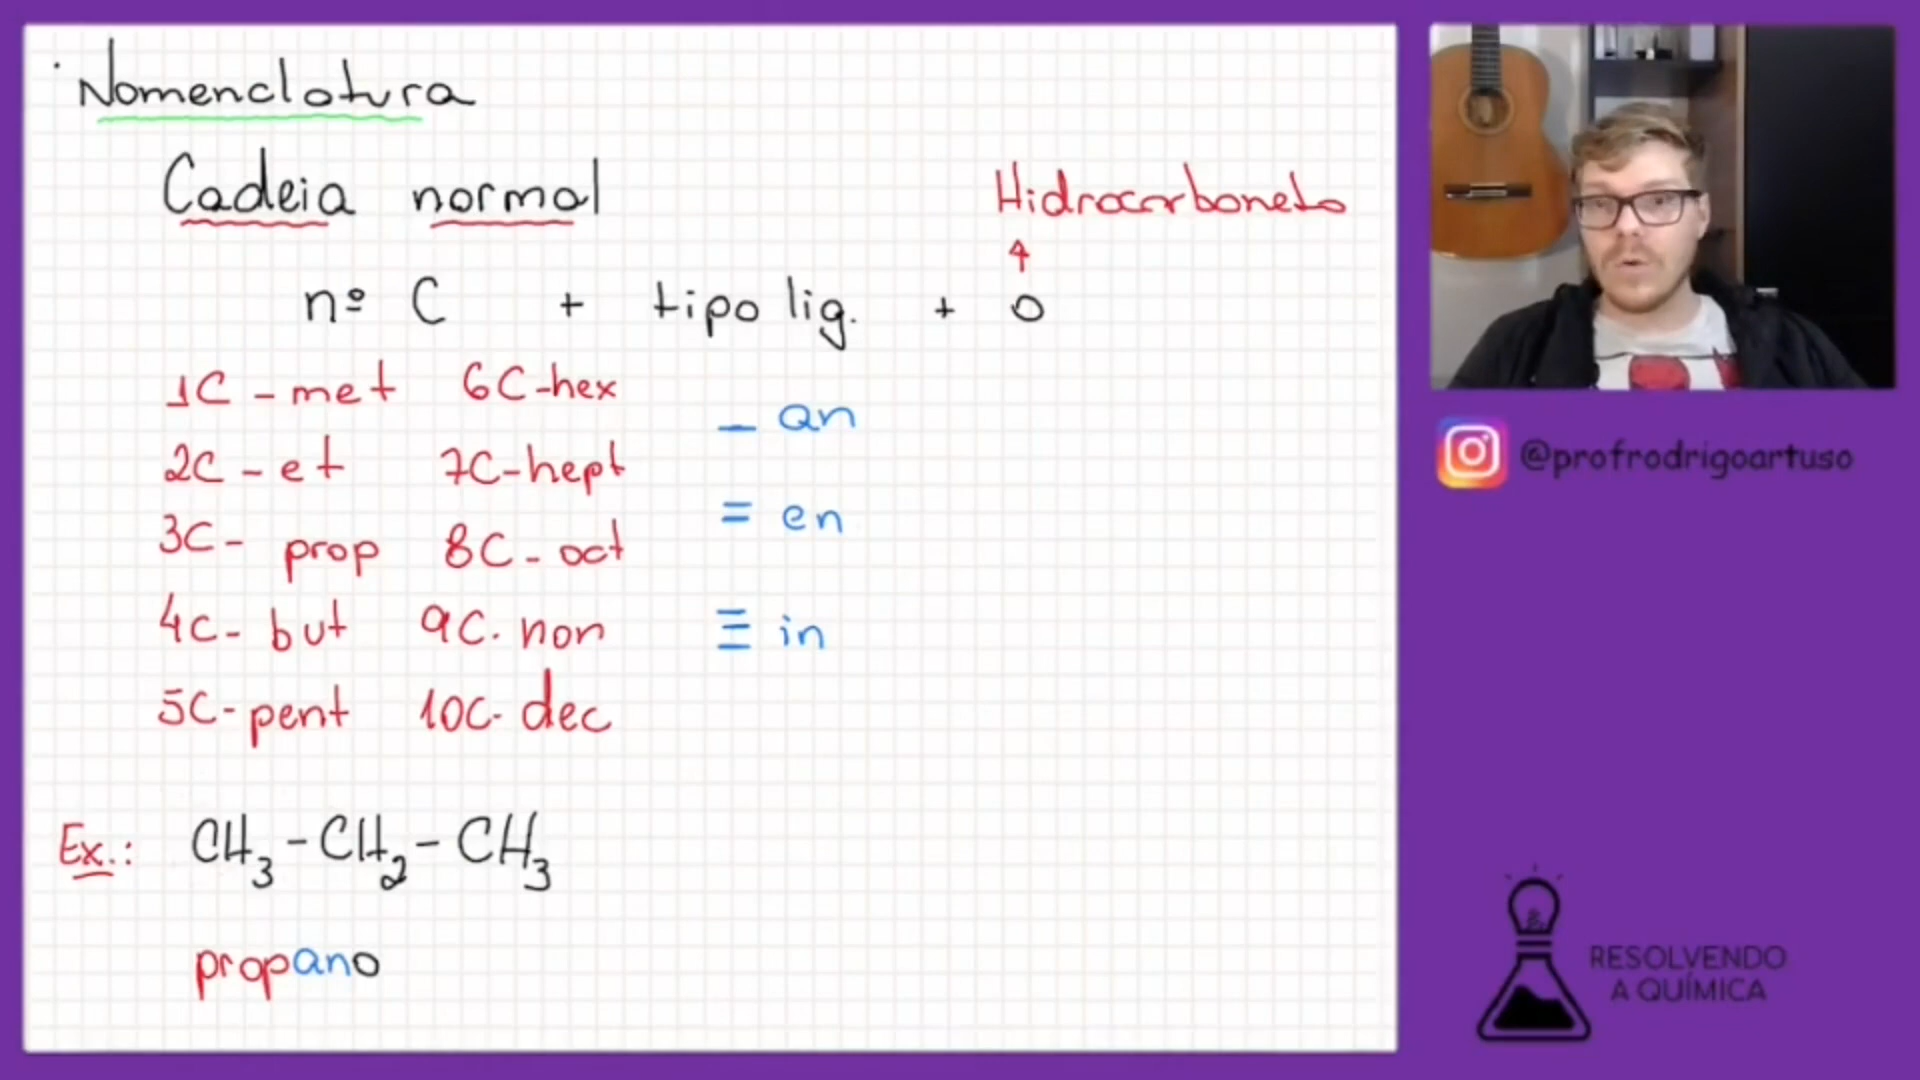 Nomenclatura
Cadeia normal
Hidrocarboneto
nº C + tipo lig. + o
1C - met 6C-hex
- an
2C - et 7C-hept
= en
3C- prop 8C- oct
≡ in
4C- but 9C- non
5C- pent 10C- dec
Ex.: CH3 - CH2 - CH3
propano
@profrodrigoartuso
RESOLVENDO
A QUÍMICA